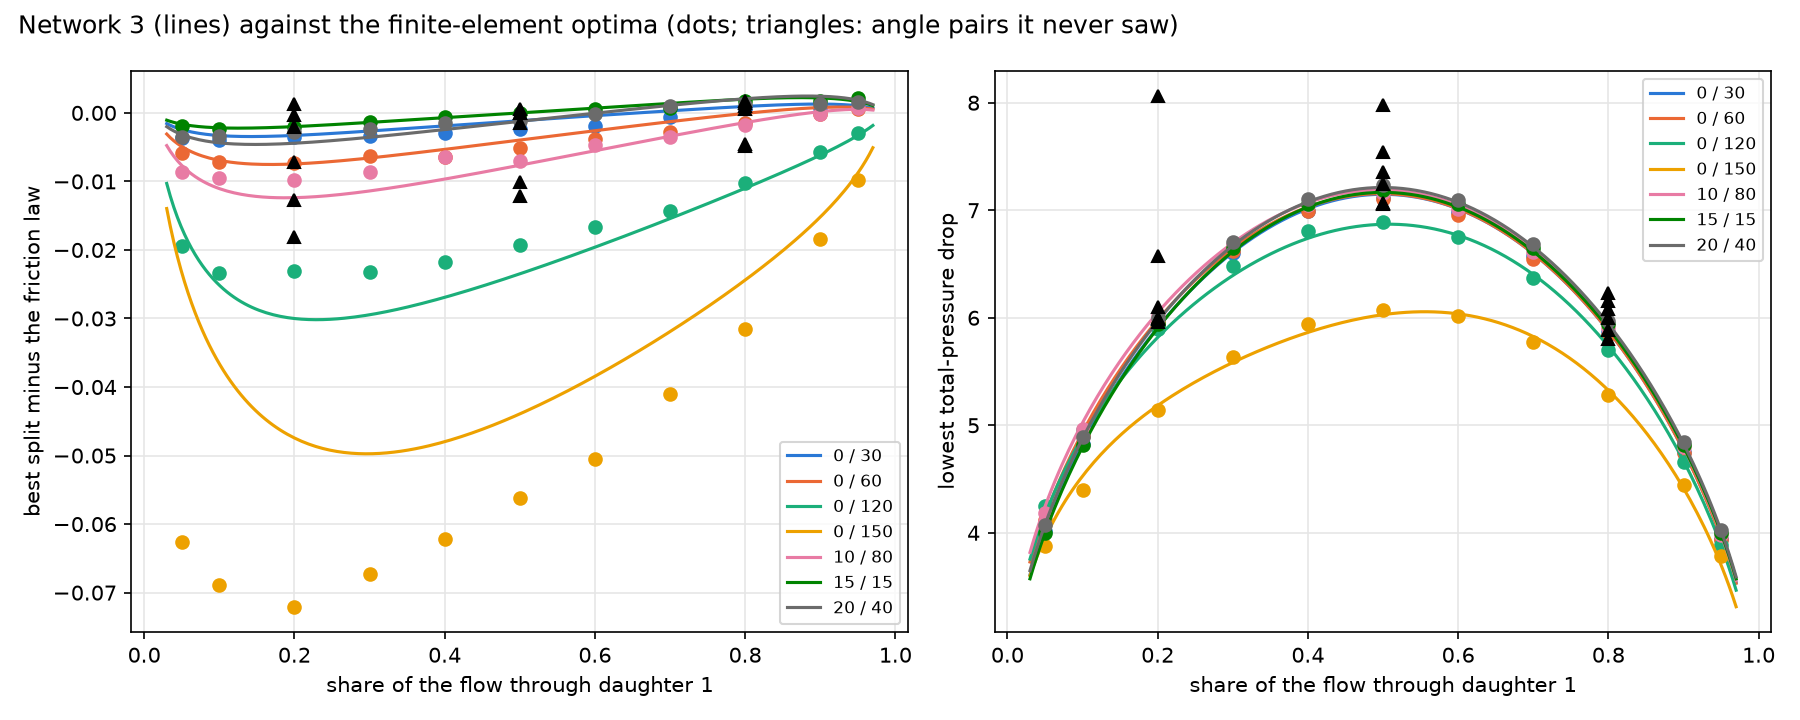 Network 3 (lines) against the finite-element optima (dots; triangles: angle pairs it never saw)
best split minus the friction law
0.00
−0.01
−0.02
−0.03
−0.04
−0.05
−0.06
−0.07
0.0 0.2 0.4 0.6 0.8 1.0
share of the flow through daughter 1
0 / 30
0 / 60
0 / 120
0 / 150
10 / 80
15 / 15
20 / 40
lowest total-pressure drop
8
7
6
5
4
0.0 0.2 0.4 0.6 0.8 1.0
share of the flow through daughter 1
0 / 30
0 / 60
0 / 120
0 / 150
10 / 80
15 / 15
20 / 40